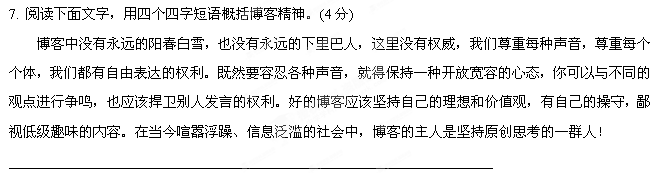 7. 阅读下面文字，用四个四字短语概括博客精神。(4 分)
博客中没有永远的阳春白雪，也没有永远的下里巴人，这里没有权威，我们尊重每种声音，尊重每个
个体，我们都有自由表达的权利。既然要容忍各种声音，就得保持一种开放宽容的心态，你可以与不同的
观点进行争鸣，也应该捍卫别人发言的权利。好的博客应该坚持自己的理想和价值观，有自己的操守，鄙
视低级趣味的内容。在当今喧嚣浮躁、信息泛滥的社会中，博客的主人是坚持原创思考的一群人！